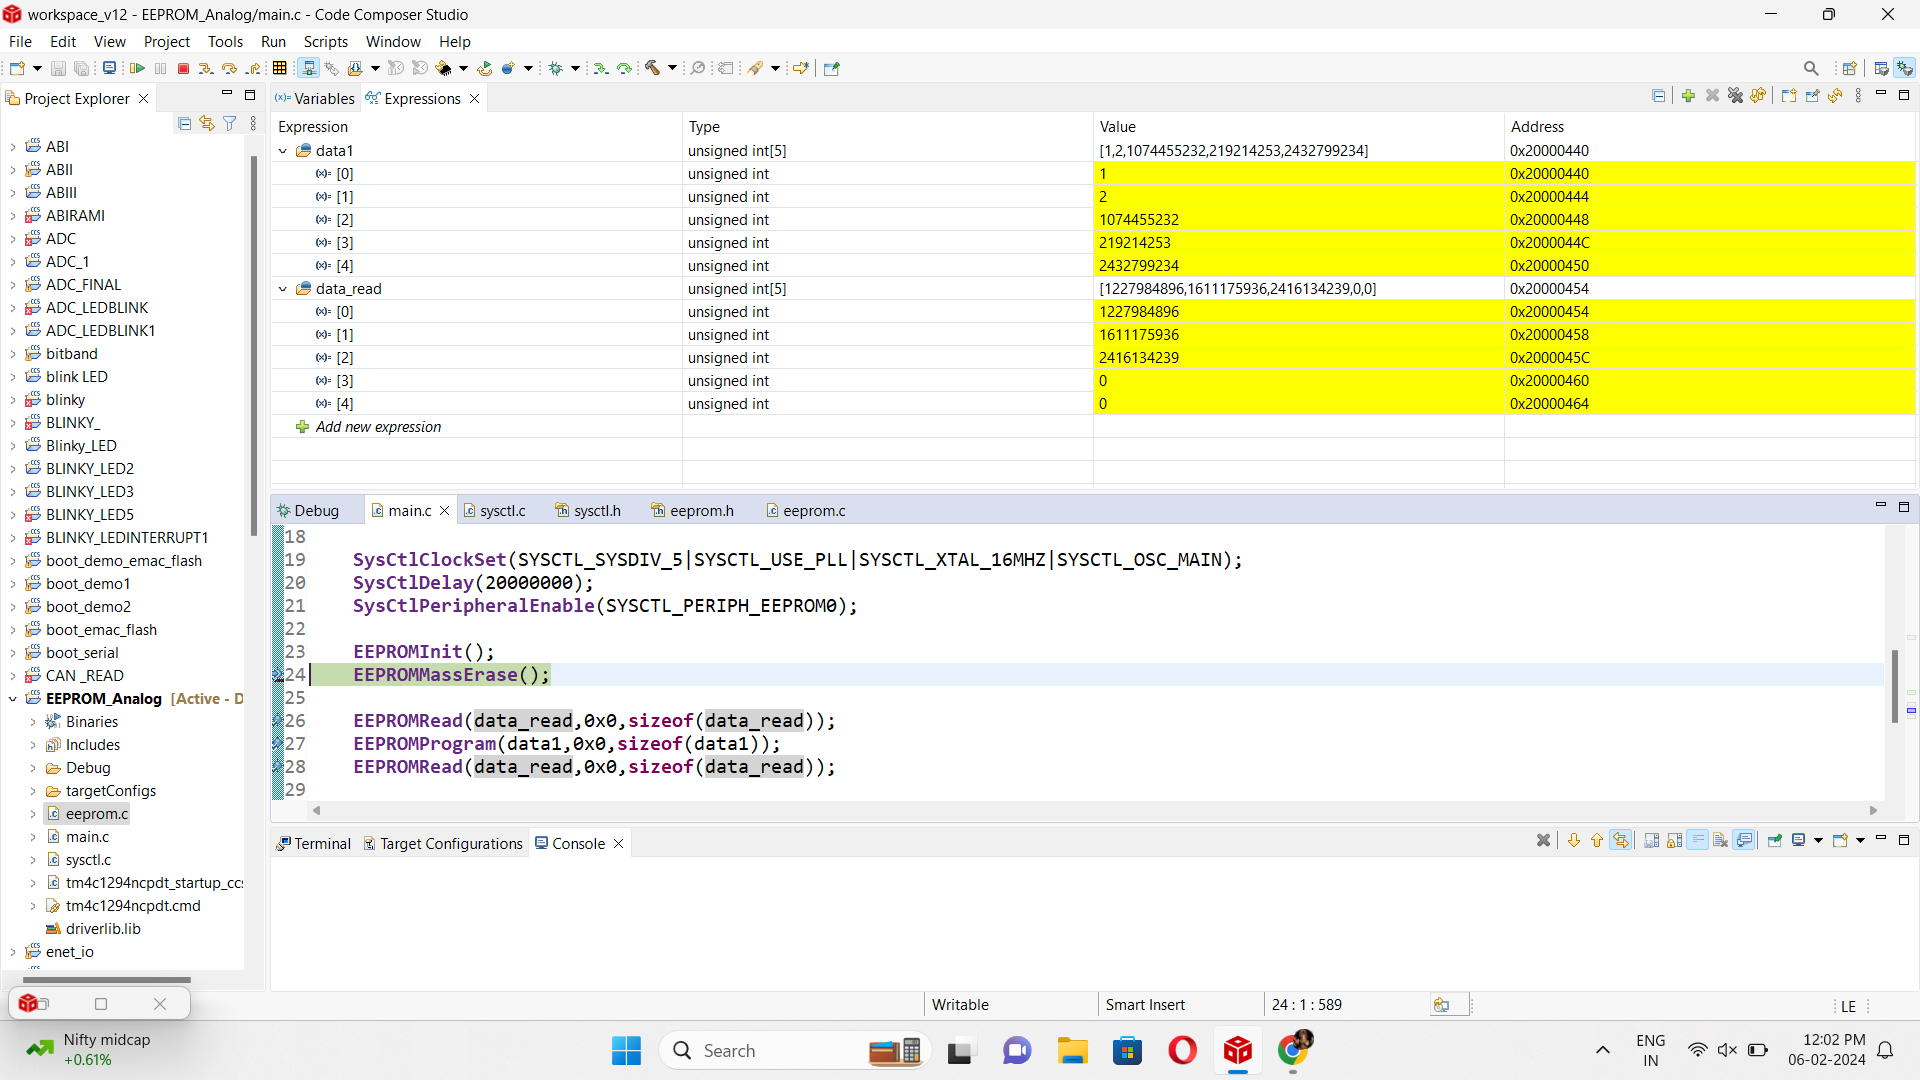 workspace_v12 - EEPROM_Analog/main.c - Code Composer Studio
File Edit View Project Tools Run Scripts Window Help
Project Explorer
ABI
ABII
ABIII
ABIRAMI
ADC
ADC_1
ADC_FINAL
ADC_LEDBLINK
ADC_LEDBLINK1
bitband
blink LED
blinky
BLINKY_
Blinky_LED
BLINKY_LED2
BLINKY_LED3
BLINKY_LED5
BLINKY_LEDINTERRUPT1
boot_demo_emac_flash
boot_demo1
boot_demo2
boot_emac_flash
boot_serial
CAN _READ
EEPROM_Analog [Active - D
Binaries
Includes
Debug
targetConfigs
eeprom.c
main.c
sysctl.c
tm4c1294ncpdt_startup_ccs
tm4c1294ncpdt.cmd
driverlib.lib
enet_io
(x)= Variables Expressions
Expression Type Value Address
data1 unsigned int[5] [1,2,1074455232,219214253,2432799234] 0x20000440
(x)= [0] unsigned int 1 0x20000440
(x)= [1] unsigned int 2 0x20000444
(x)= [2] unsigned int 1074455232 0x20000448
(x)= [3] unsigned int 219214253 0x2000044C
(x)= [4] unsigned int 2432799234 0x20000450
data_read unsigned int[5] [1227984896,1611175936,2416134239,0,0] 0x20000454
(x)= [0] unsigned int 1227984896 0x20000454
(x)= [1] unsigned int 1611175936 0x20000458
(x)= [2] unsigned int 2416134239 0x2000045C
(x)= [3] unsigned int 0 0x20000460
(x)= [4] unsigned int 0 0x20000464
Add new expression
Debug main.c sysctl.c sysctl.h eeprom.h eeprom.c
18
19 SysCtlClockSet(SYSCTL_SYSDIV_5|SYSCTL_USE_PLL|SYSCTL_XTAL_16MHZ|SYSCTL_OSC_MAIN);
20 SysCtlDelay(20000000);
21 SysCtlPeripheralEnable(SYSCTL_PERIPH_EEPROM0);
22
23 EEPROMInit();
24 EEPROMMassErase();
25
26 EEPROMRead(data_read,0x0,sizeof(data_read));
27 EEPROMProgram(data1,0x0,sizeof(data1));
28 EEPROMRead(data_read,0x0,sizeof(data_read));
29
Terminal Target Configurations Console
Writable Smart Insert 24 : 1 : 589 LE
Nifty midcap
+0.61%
Search
ENG
IN
12:02 PM
06-02-2024